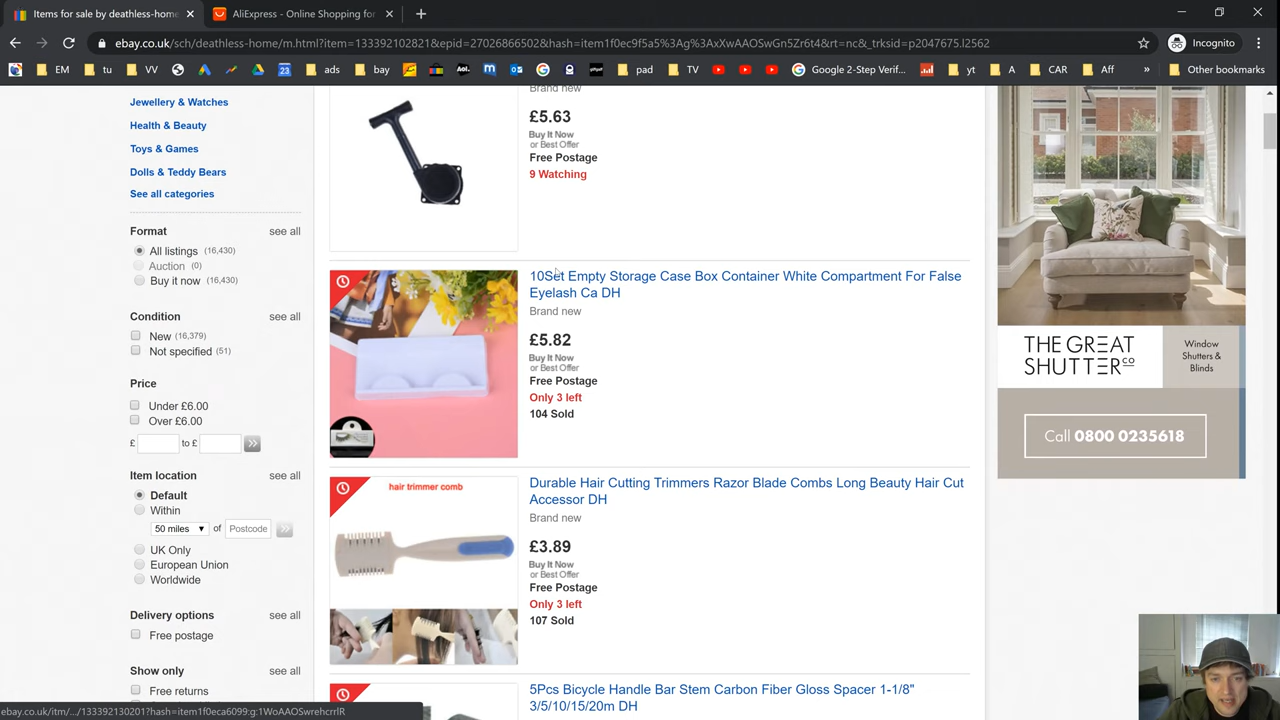 Items for sale by deathless-home
AliExpress - Online Shopping for
ebay.co.uk/sch/deathless-home/m.html?item=133392102821&epid=27026866502&hash=item1f0ec9f5a5%3Ag%3AxXwAAOSwGn5Zr6t4&rt=nc&_trksid=p2047675.l2562
Incognito
EM tu VV ads bay pad TV Google 2-Step Verif... yt A CAR Aff » Other bookmarks
Jewellery & Watches
Health & Beauty
Toys & Games
Dolls & Teddy Bears
See all categories
Format see all
All listings (16,430)
Auction (0)
Buy it now (16,430)
Condition see all
New (16,379)
Not specified (51)
Price
Under £6.00
Over £6.00
£ to £
Item location see all
Default
Within
50 miles of Postcode
UK Only
European Union
Worldwide
Delivery options see all
Free postage
Show only see all
Free returns
ebay.co.uk/itm/.../133392130201?hash=item1f0eca6099:g:1WoAAOSwrehcrrlR
Brand new
£5.63
Buy It Now
or Best Offer
Free Postage
9 Watching
10Set Empty Storage Case Box Container White Compartment For False
Eyelash Ca DH
Brand new
£5.82
Buy It Now
or Best Offer
Free Postage
Only 3 left
104 Sold
hair trimmer comb
Durable Hair Cutting Trimmers Razor Blade Combs Long Beauty Hair Cut
Accessor DH
Brand new
£3.89
Buy It Now
or Best Offer
Free Postage
Only 3 left
107 Sold
5Pcs Bicycle Handle Bar Stem Carbon Fiber Gloss Spacer 1-1/8"
3/5/10/15/20m DH
THE GREAT
SHUTTER CO
Window
Shutters &
Blinds
Call 0800 0235618